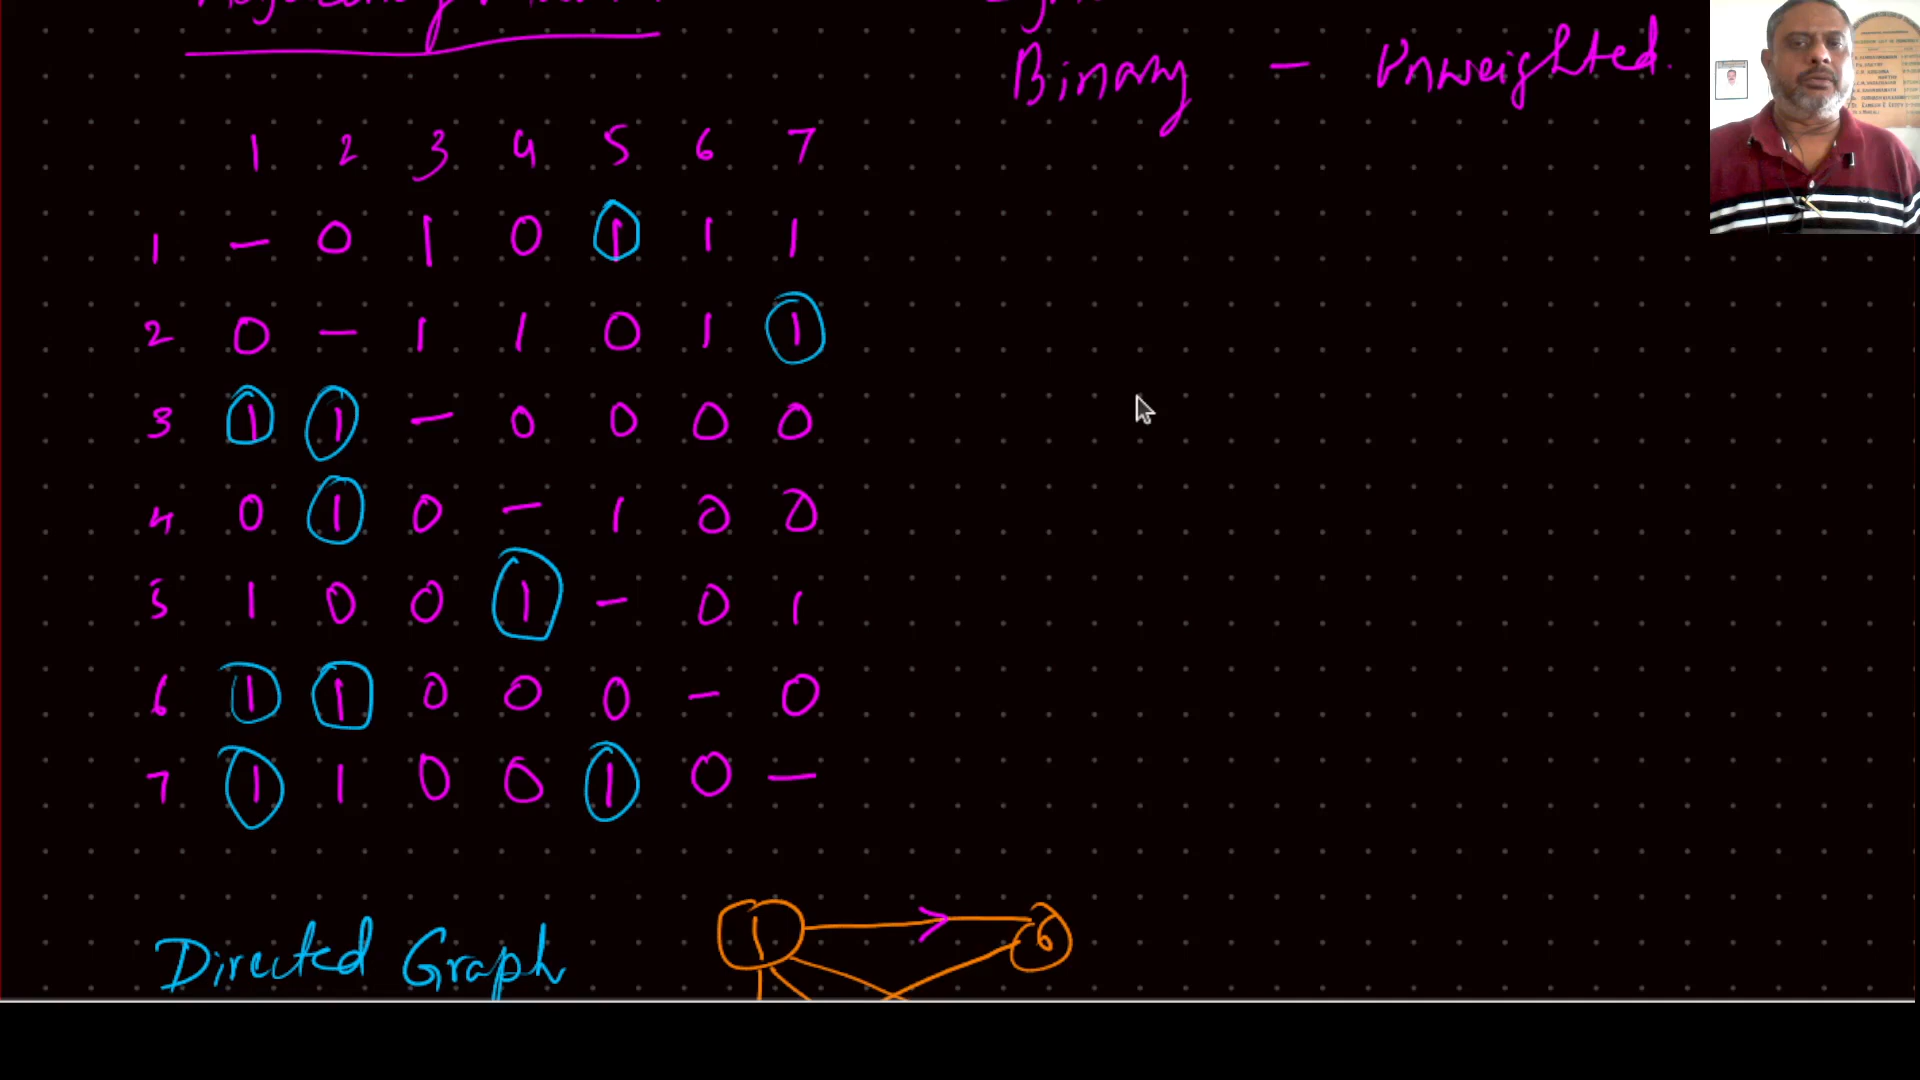 Binary - Unweighted.
1 2 3 4 5 6 7
1 - 0 1 0 1 1 1
2 0 - 1 1 0 1 1
3 1 1 - 0 0 0 0
4 0 1 0 - 1 0 0
5 1 0 0 1 - 0 1
6 1 1 0 0 0 - 0
7 1 1 0 0 1 0 -
Directed Graph
1 6